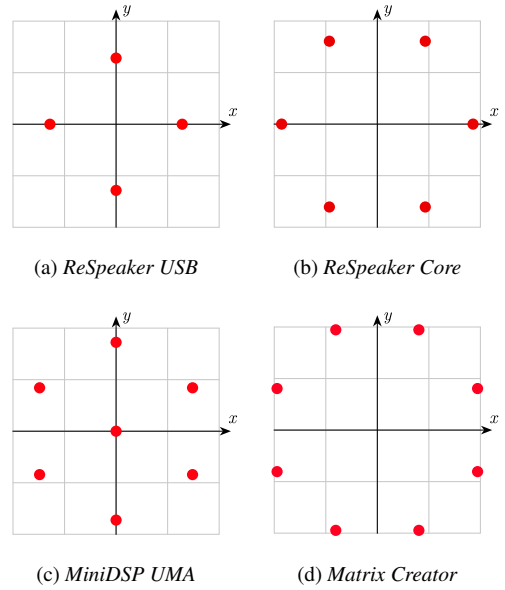 y
x
(a) ReSpeaker USB
y
x
(b) ReSpeaker Core
y
x
(c) MiniDSP UMA
y
x
(d) Matrix Creator